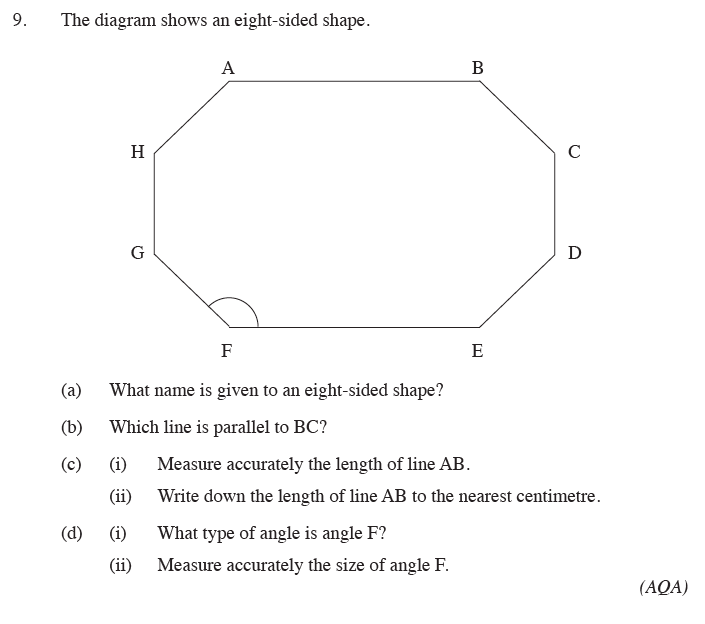 9. The diagram shows an eight-sided shape.
A B
H C
G D
F E
(a) What name is given to an eight-sided shape?
(b) Which line is parallel to BC?
(c) (i) Measure accurately the length of line AB.
(ii) Write down the length of line AB to the nearest centimetre.
(d) (i) What type of angle is angle F?
(ii) Measure accurately the size of angle F.
(AQA)